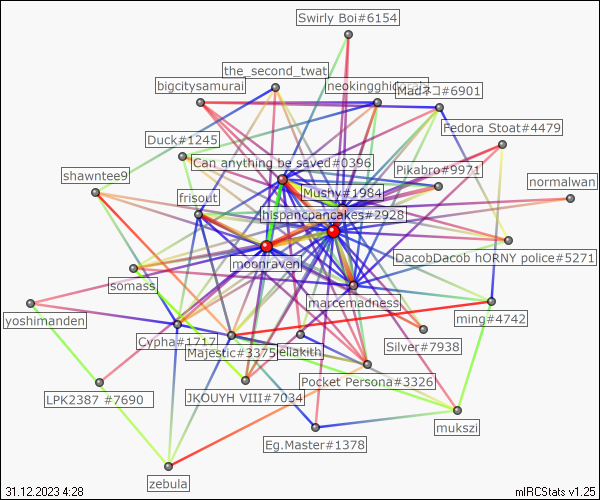 Swirly Boi#6154
the_second_twat
bigcitysamurai
neokingghidorah
Madネコ#6901
Fedora Stoat#4479
Duck#1245
Can anything be saved#0396
Pikabro#9971
shawntee9
Mushy#1984
normalwan
frisout
hispancpancakes#2928
DacobDacob hORNY police#5271
moonraven
somass
marcemadness
yoshimanden
ming#4742
Cypha#1717
Majestic#3375
eliakith
Silver#7938
Pocket Persona#3326
LPK2387 #7690
JKOUYH VIII#7034
mukszi
Eg.Master#1378
zebula
31.12.2023 4:28
mIRCStats v1.25